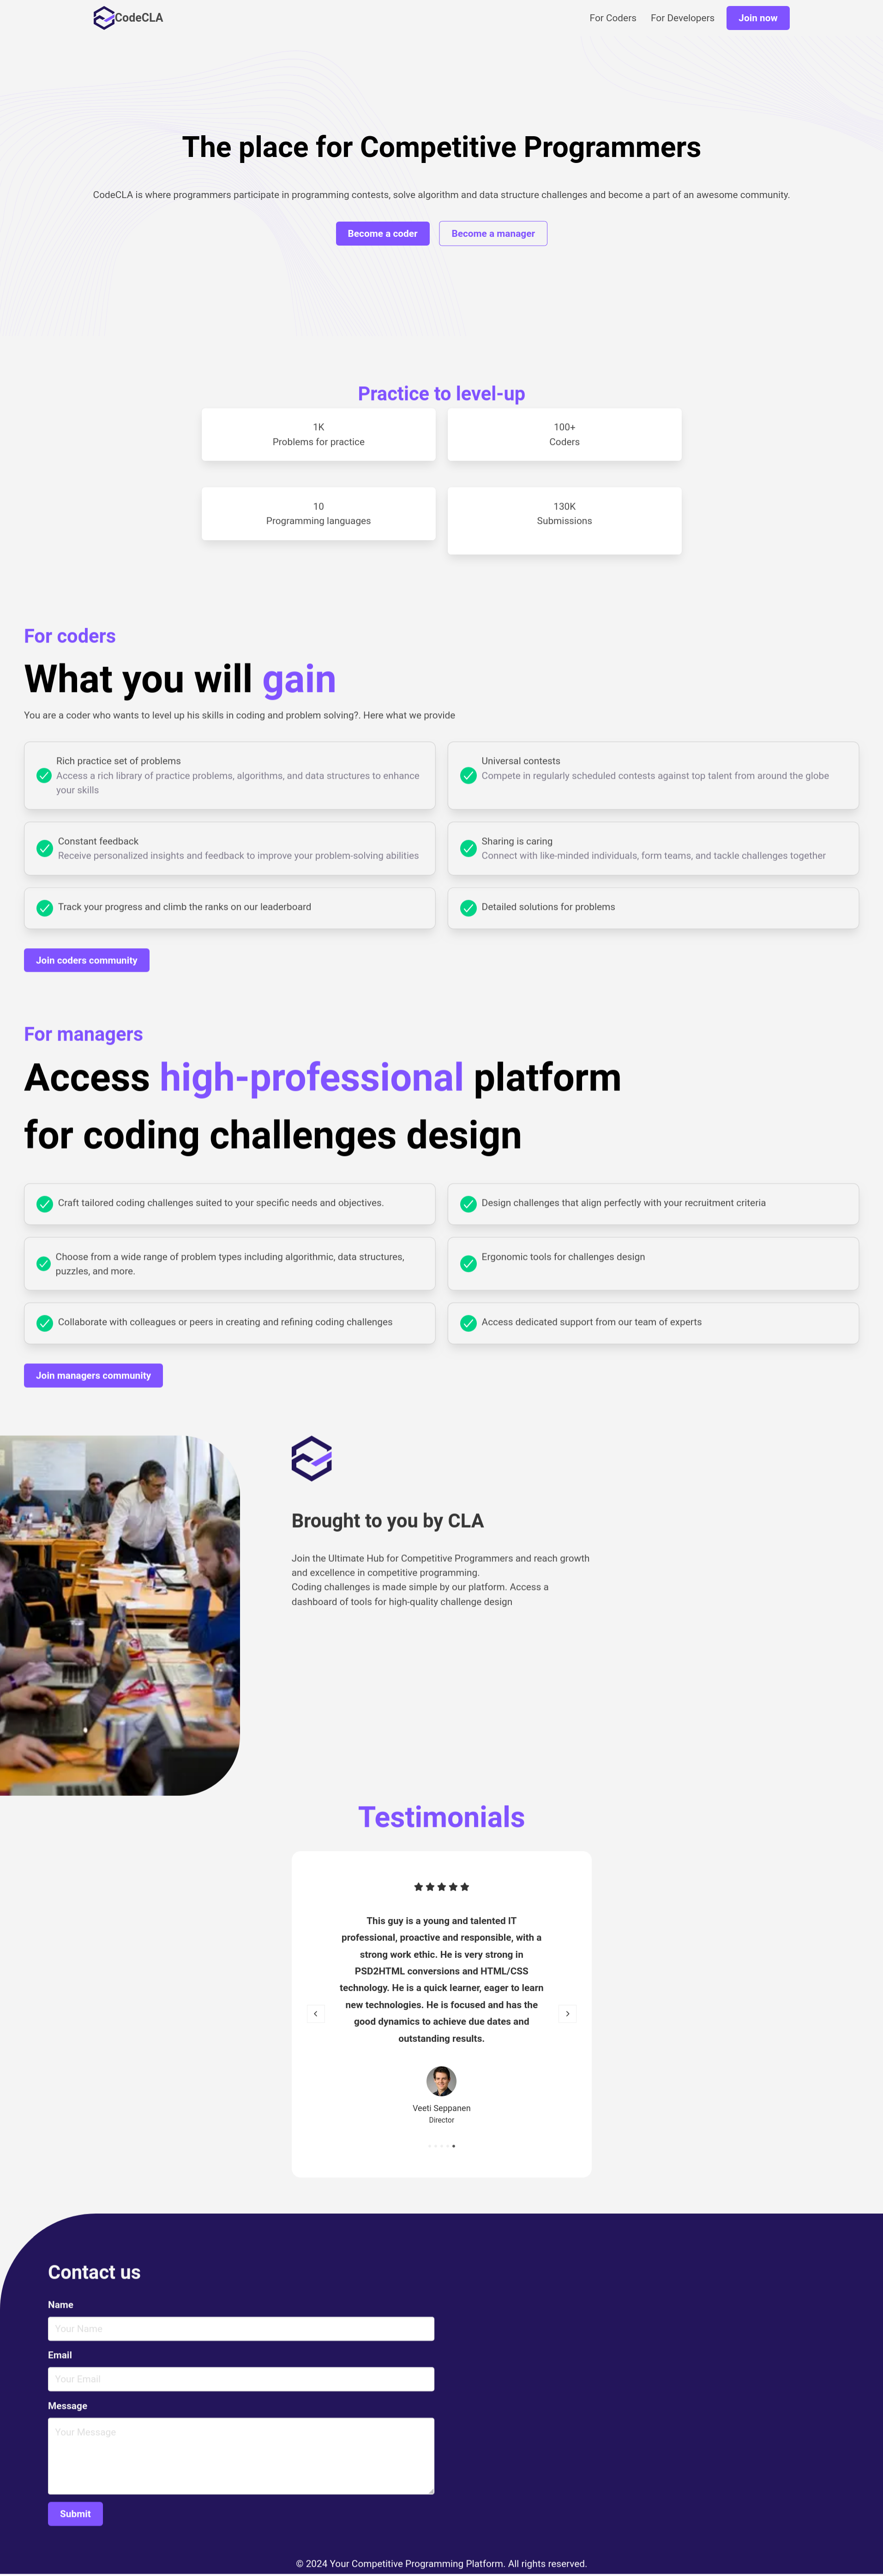 CodeCLA
For Coders
For Developers
Join now
The place for Competitive Programmers
CodeCLA is where programmers participate in programming contests, solve algorithm and data structure challenges and become a part of an awesome community.
Become a coder
Become a manager
Practice to level-up
1K
Problems for practice
100+
Coders
10
Programming languages
130K
Submissions
For coders
What you will gain
You are a coder who wants to level up his skills in coding and problem solving?. Here what we provide
Rich practice set of problems
Access a rich library of practice problems, algorithms, and data structures to enhance
your skills
Universal contests
Compete in regularly scheduled contests against top talent from around the globe
Constant feedback
Receive personalized insights and feedback to improve your problem-solving abilities
Sharing is caring
Connect with like-minded individuals, form teams, and tackle challenges together
Track your progress and climb the ranks on our leaderboard
Detailed solutions for problems
Join coders community
For managers
Access high-professional platform
for coding challenges design
Craft tailored coding challenges suited to your specific needs and objectives.
Design challenges that align perfectly with your recruitment criteria
Choose from a wide range of problem types including algorithmic, data structures,
puzzles, and more.
Ergonomic tools for challenges design
Collaborate with colleagues or peers in creating and refining coding challenges
Access dedicated support from our team of experts
Join managers community
Brought to you by CLA
Join the Ultimate Hub for Competitive Programmers and reach growth
and excellence in competitive programming.
Coding challenges is made simple by our platform. Access a
dashboard of tools for high-quality challenge design
Testimonials
This guy is a young and talented IT
professional, proactive and responsible, with a
strong work ethic. He is very strong in
PSD2HTML conversions and HTML/CSS
technology. He is a quick learner, eager to learn
new technologies. He is focused and has the
good dynamics to achieve due dates and
outstanding results.
Veeti Seppanen
Director
Contact us
Name
Your Name
Email
Your Email
Message
Your Message
Submit
© 2024 Your Competitive Programming Platform. All rights reserved.